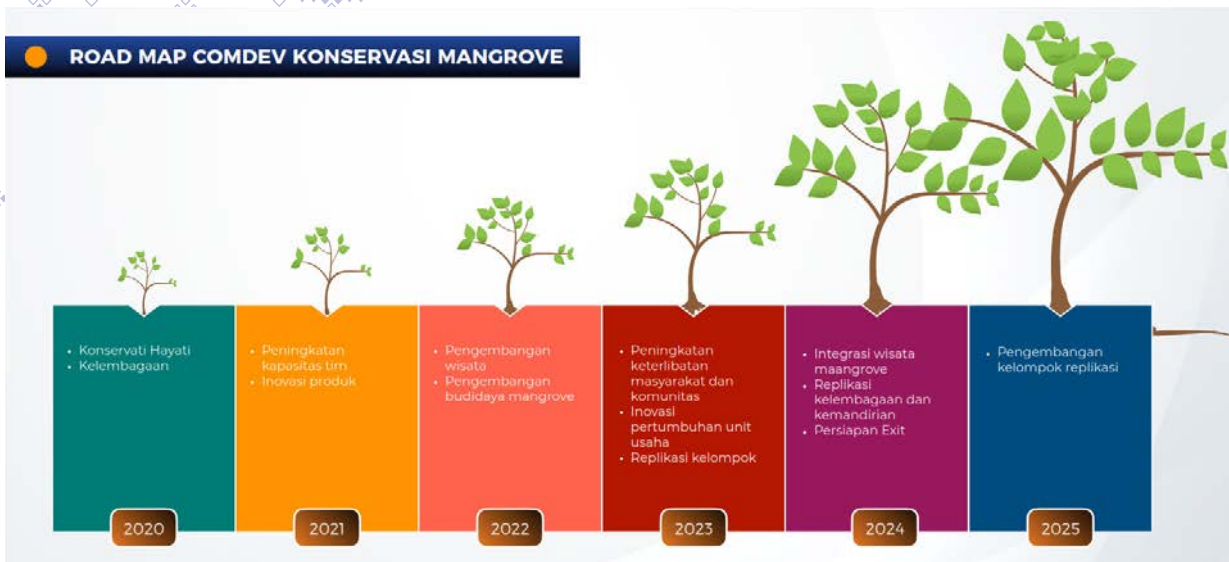 ROAD MAP COMDEV KONSERVASI MANGROVE
• Konservati Hayati
• Kelembagaan
2020
• Peningkatan
kapasitas tim
• Inovasi produk
2021
• Pengembangan
wisata
• Pengembangan
budidaya mangrove
2022
• Peningkatan
keterlibatan
masyarakat dan
komunitas
• Inovasi
pertumbuhan unit
usaha
• Replikasi kelompok
2023
• Integrasi wisata
maangrove
• Replikasi
kelembagaan dan
kemandirian
• Persiapan Exit
2024
• Pengembangan
kelompok replikasi
2025